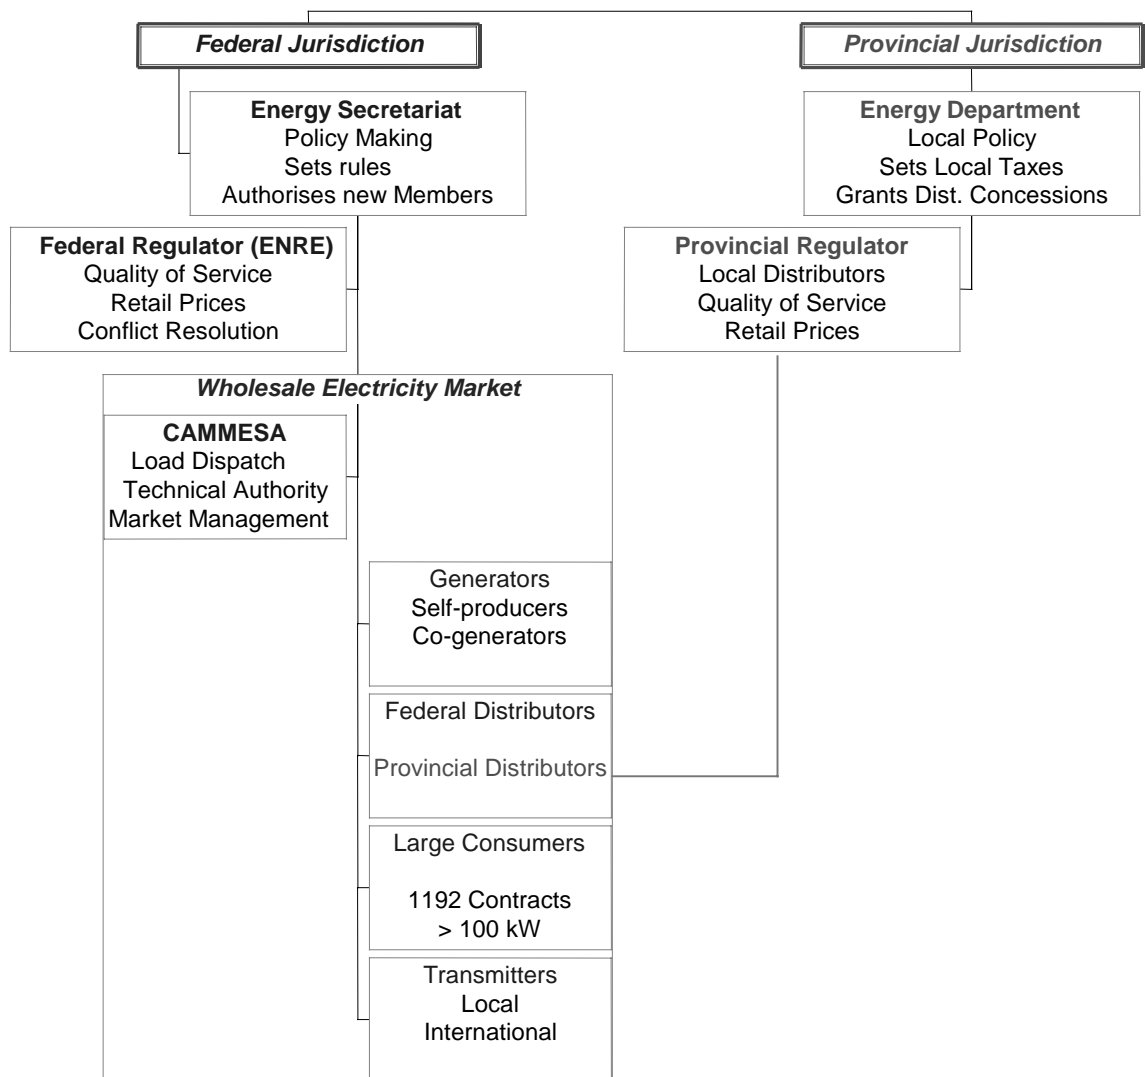 Federal Jurisdiction
Provincial Jurisdiction
Energy Secretariat
Policy Making
Sets rules
Authorises new Members
Energy Department
Local Policy
Sets Local Taxes
Grants Dist. Concessions
Federal Regulator (ENRE)
Quality of Service
Retail Prices
Conflict Resolution
Provincial Regulator
Local Distributors
Quality of Service
Retail Prices
Wholesale Electricity Market
CAMMESA
Load Dispatch
Technical Authority
Market Management
Generators
Self-producers
Co-generators
Federal Distributors
Provincial Distributors
Large Consumers
1192 Contracts
> 100 kW
Transmitters
Local
International